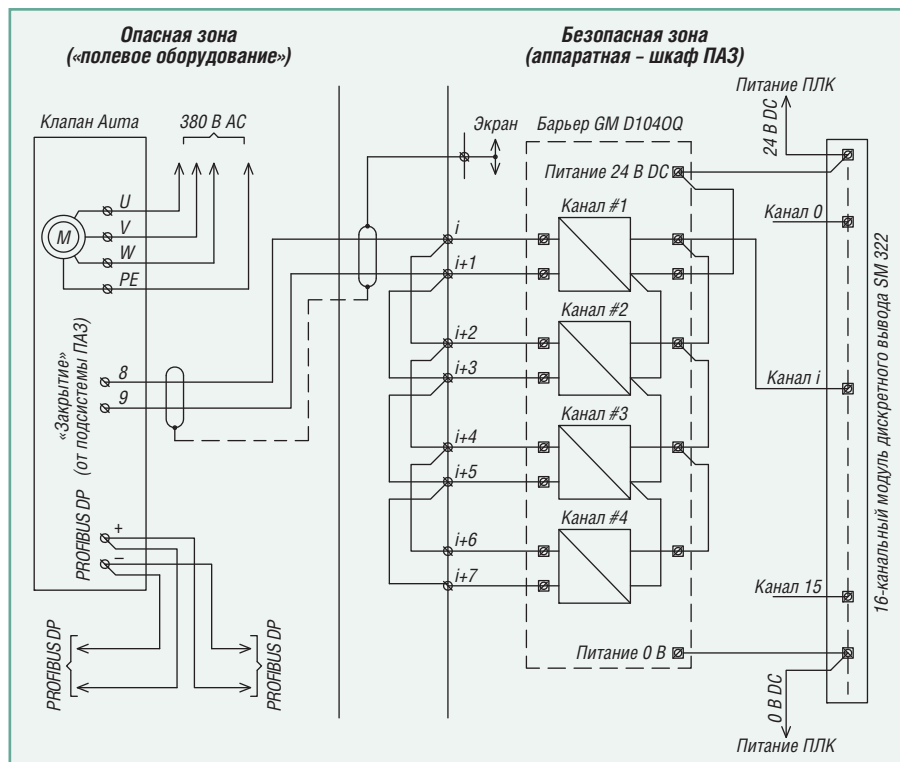 Опасная зона
(«полевое оборудование»)
Безопасная зона
(аппаратная – шкаф ПАЗ)
Питание ПЛК
24 В DC
Клапан Auma
380 В AC
Экран
Барьер GM D104OQ
Питание 24 В DC
U
V
W
PE
M
Канал #1
Канал 0
i
i+1
Канал #2
i+2
i+3
«Закрытие»
(от подсистемы ПАЗ)
8
9
Канал i
Канал #3
i+4
i+5
Канал #4
i+6
i+7
PROFIBUS DP
+
–
Канал 15
16-канальный модуль дискретного вывода SM 322
PROFIBUS DP
PROFIBUS DP
Питание 0 В
0 В DC
Питание ПЛК